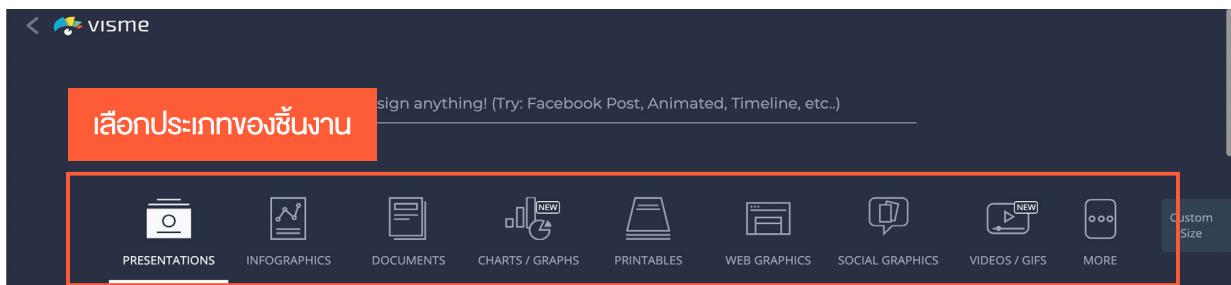 visme
sign anything! (Try: Facebook Post, Animated, Timeline, etc..)
เลือกประเภทของชิ้นงาน
NEW
NEW
Custom
Size
PRESENTATIONS INFOGRAPHICS DOCUMENTS CHARTS / GRAPHS PRINTABLES WEB GRAPHICS SOCIAL GRAPHICS VIDEOS / GIFS MORE